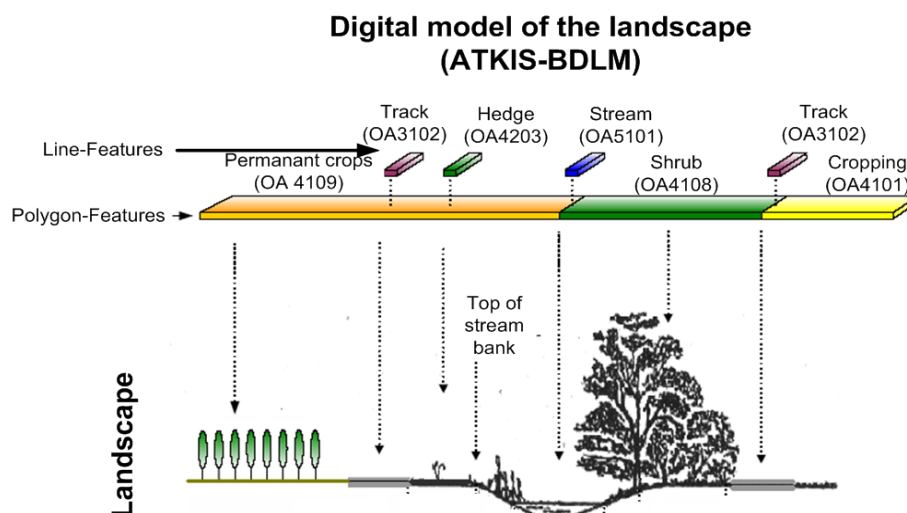 Digital model of the landscape
(ATKIS-BDLM)
Track
(OA3102)
Hedge
(OA4203)
Stream
(OA5101)
Track
(OA3102)
Line-Features
Permanant crops
(OA 4109)
Shrub
(OA4108)
Cropping
(OA4101)
Polygon-Features
Top of
stream
bank
Landscape